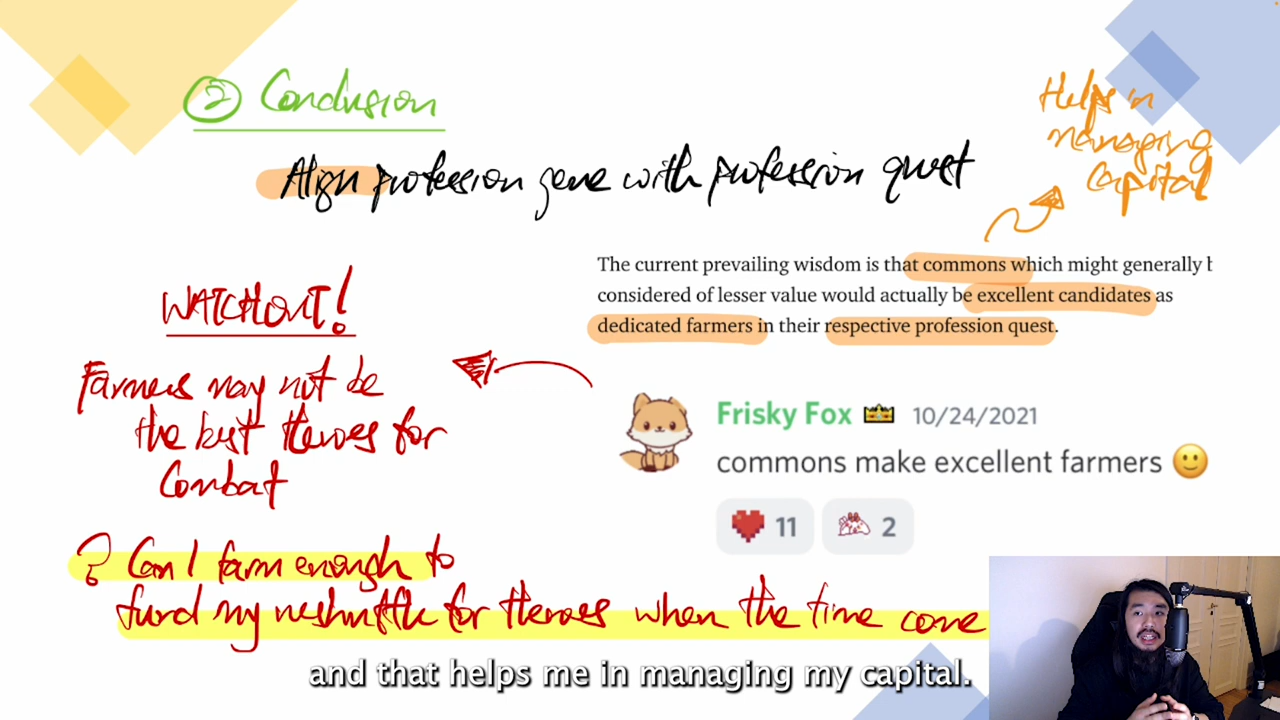 ② Conclusion
Align profession gene with profession quest
Helps in
managing
Capital
The current prevailing wisdom is that commons which might generally b
considered of lesser value would actually be excellent candidates as
dedicated farmers in their respective profession quest.
WATCHOUT!
Farmers may not be
the best Heroes for
Combat
Frisky Fox 10/24/2021
commons make excellent farmers
11 2
? Can I farm enough to
fund my reshuffle for Heroes when the time come
and that helps me in managing my capital.